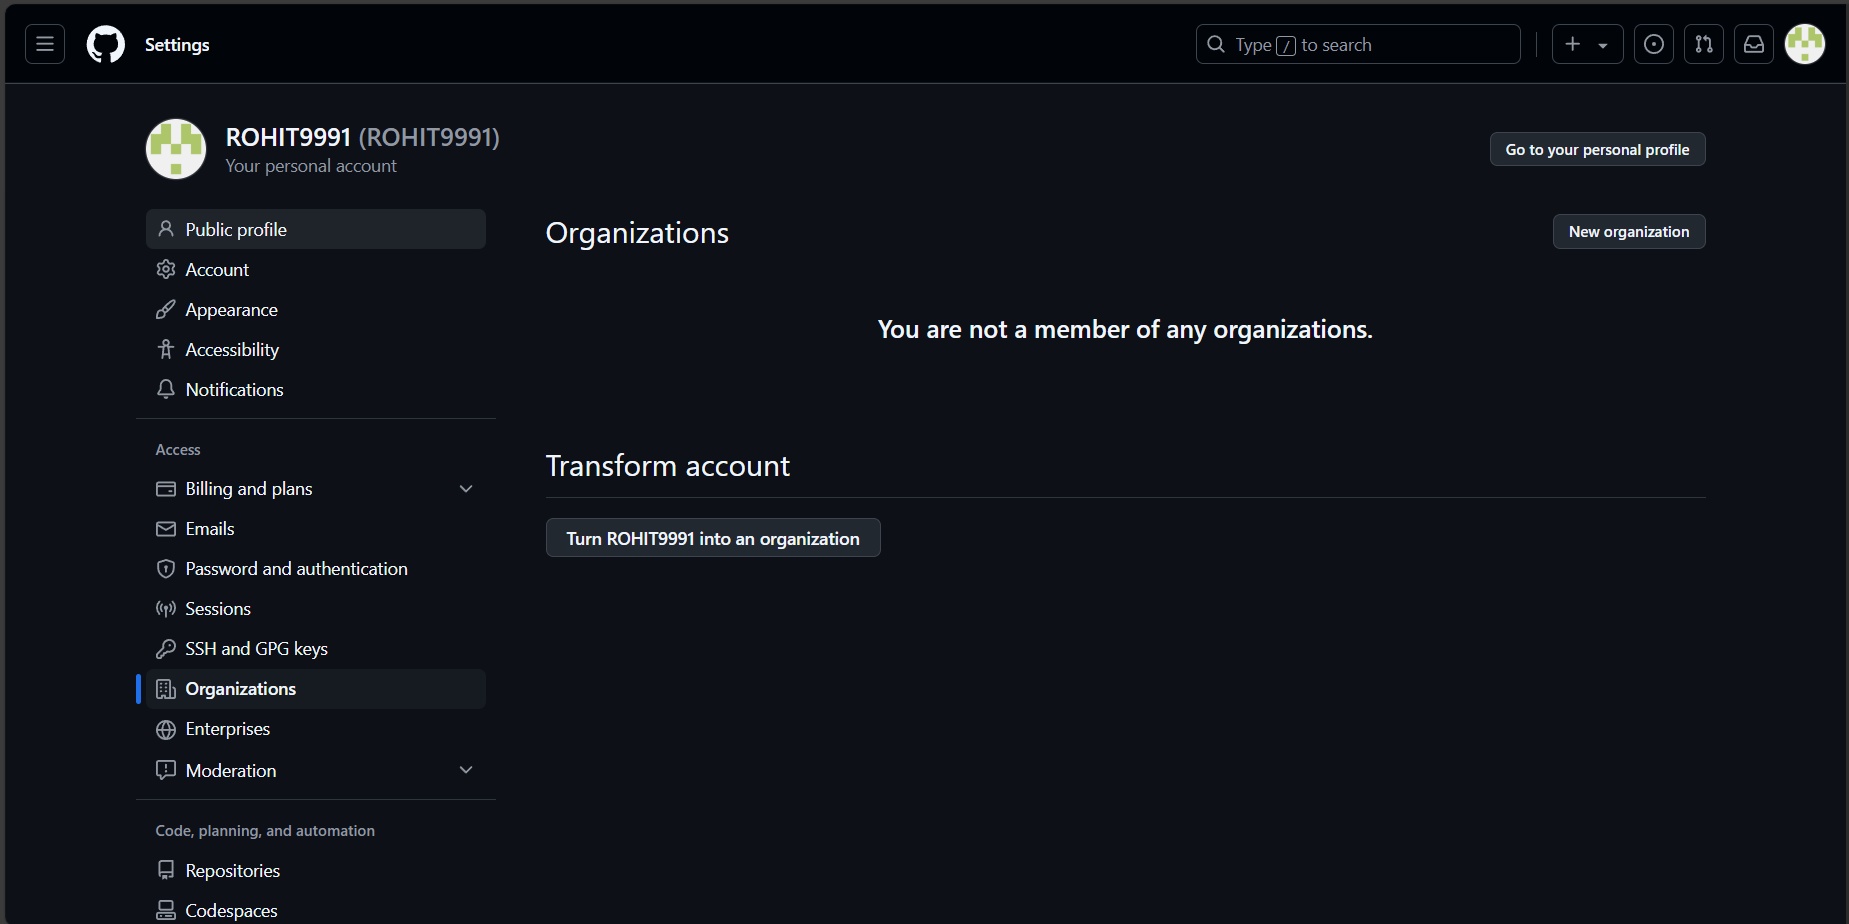 Settings
Type / to search
ROHIT9991 (ROHIT9991)
Your personal account
Go to your personal profile
Public profile
Account
Appearance
Accessibility
Notifications
Access
Billing and plans
Emails
Password and authentication
Sessions
SSH and GPG keys
Organizations
Enterprises
Moderation
Code, planning, and automation
Repositories
Codespaces
Organizations
New organization
You are not a member of any organizations.
Transform account
Turn ROHIT9991 into an organization